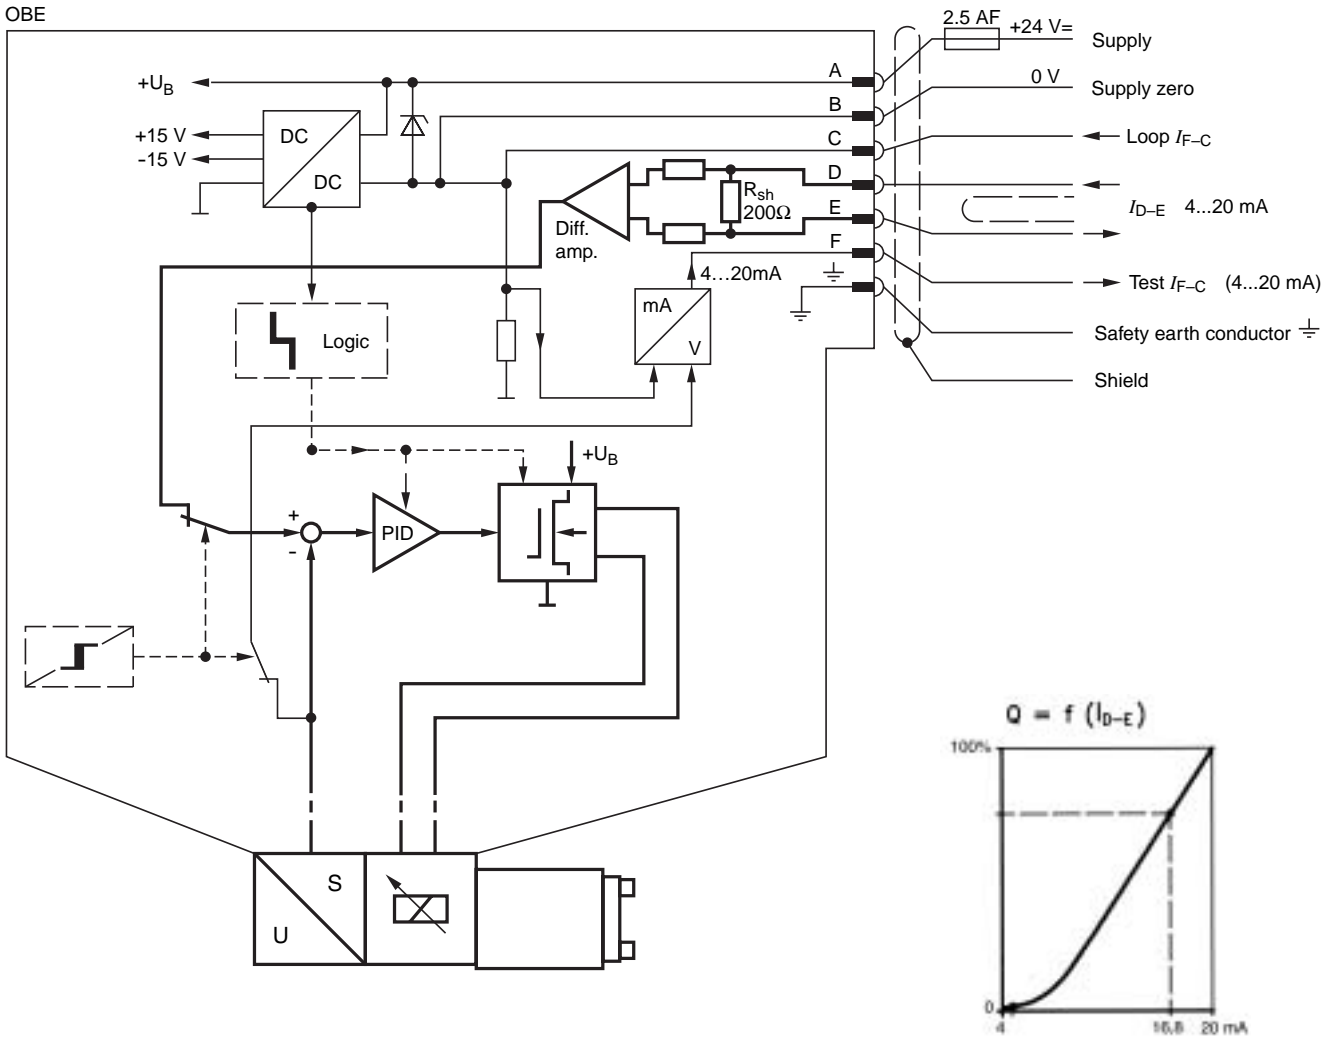 OBE
2.5 AF
+24 V=
Supply
A
+UB
0 V
Supply zero
B
DC
+15 V
-15 V
DC
C
Loop IF–C
D
Rsh
200Ω
E
ID–E 4...20 mA
Diff.
amp.
F
4…20mA
Test IF–C (4...20 mA)
mA
V
Logic
Safety earth conductor
Shield
+UB
+
-
PID
Q = f (ID–E)
100%
0
4
16,8
20 mA
S
U